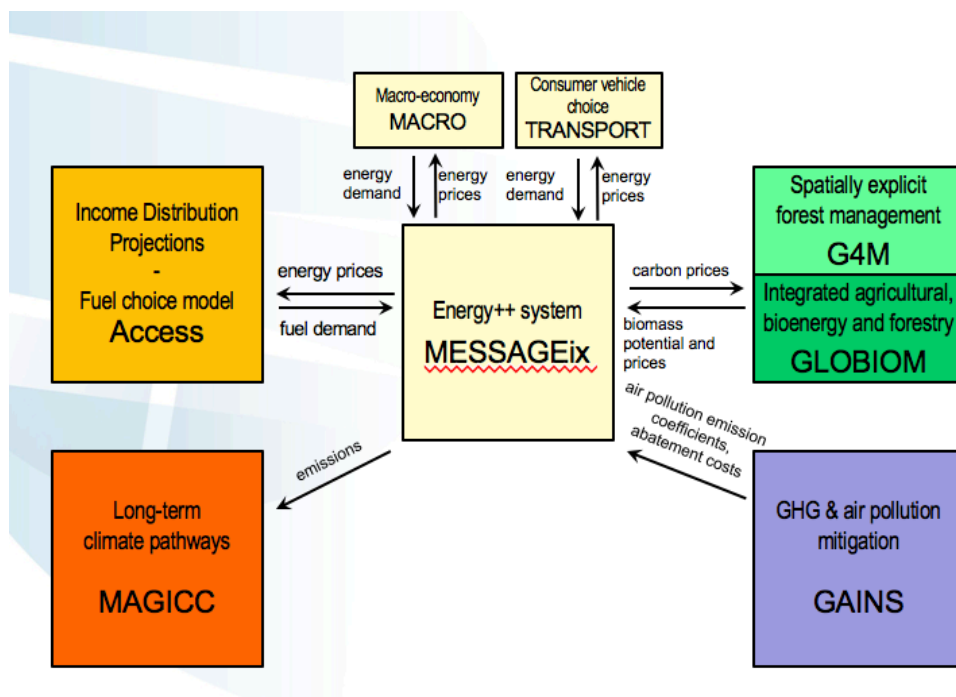 Macro-economy
MACRO
Consumer vehicle
choice
TRANSPORT
energy
demand
energy
prices
energy
demand
energy
prices
Income Distribution
Projections
-
Fuel choice model
Access
energy prices
fuel demand
Energy++ system
MESSAGEix
carbon prices
biomass
potential and
prices
Spatially explicit
forest management
G4M
Integrated agricultural,
bioenergy and forestry
GLOBIOM
air pollution emission
coefficients,
abatement costs
emissions
Long-term
climate pathways
MAGICC
GHG & air pollution
mitigation
GAINS